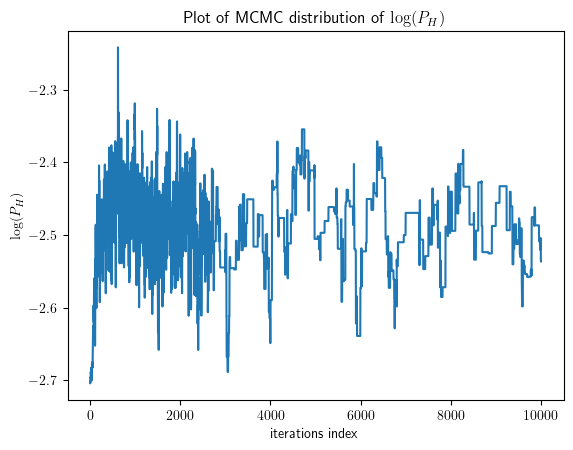 Plot of MCMC distribution of log(P_H)
log(P_H)
−2.3
−2.4
−2.5
−2.6
−2.7
0 2000 4000 6000 8000 10000
iterations index